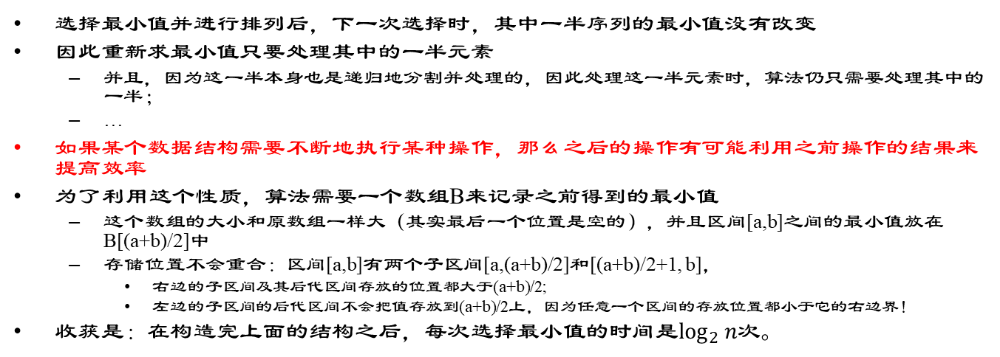 • 选择最小值并进行排列后，下一次选择时，其中一半序列的最小值没有改变
• 因此重新求最小值只要处理其中的一半元素
– 并且，因为这一半本身也是递归地分割并处理的，因此处理这一半元素时，算法仍只需要处理其中的
一半；
– …
• 如果某个数据结构需要不断地执行某种操作，那么之后的操作有可能利用之前操作的结果来
提高效率
• 为了利用这个性质，算法需要一个数组B来记录之前得到的最小值
– 这个数组的大小和原数组一样大（其实最后一个位置是空的），并且区间[a,b]之间的最小值放在
B[(a+b)/2]中
– 存储位置不会重合：区间[a,b]有两个子区间[a,(a+b)/2]和[(a+b)/2+1, b]，
• 右边的子区间及其后代区间存放的位置都大于(a+b)/2;
• 左边的子区间的后代区间不会把值存放到(a+b)/2上，因为任意一个区间的存放位置都小于它的右边界！
• 收获是：在构造完上面的结构之后，每次选择最小值的时间是log₂ n次。